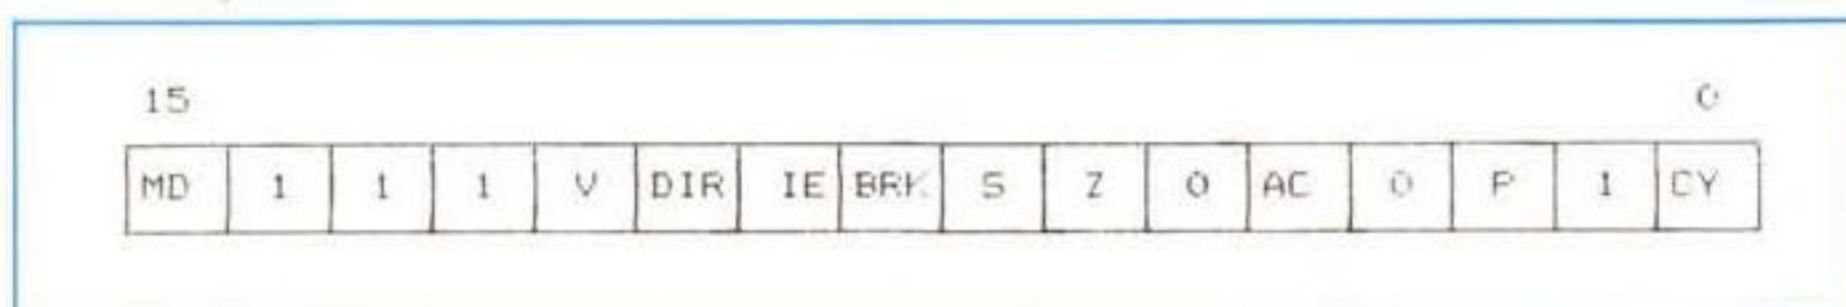 15 0
MD 1 1 1 V DIR IE BRK S Z 0 AC 0 P 1 CY